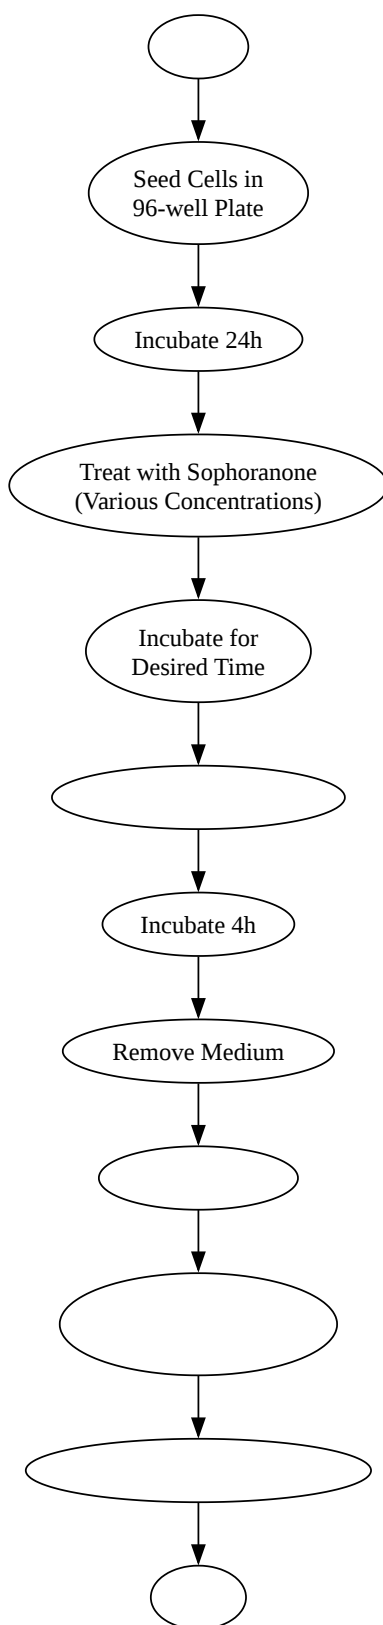 Seed Cells in
96-well Plate
Incubate 24h
Treat with Sophoranone
(Various Concentrations)
Incubate for
Desired Time
Incubate 4h
Remove Medium